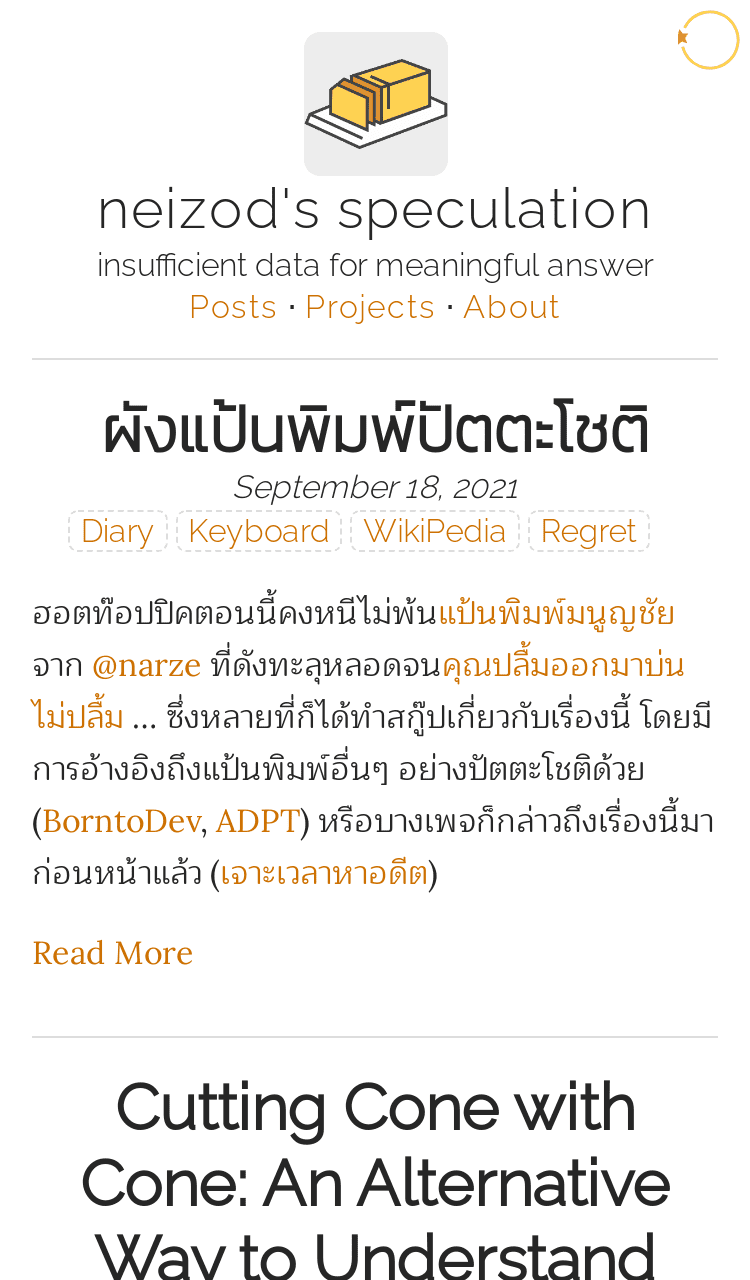 neizod's speculation
insufficient data for meaningful answer
Posts · Projects · About
ผังแป้นพิมพ์ปัตตะโชติ
September 18, 2021
Diary Keyboard WikiPedia Regret
ฮอตท๊อปปิคตอนนี้คงหนีไม่พ้นแป้นพิมพ์มนูญชัย
จาก @narze ที่ดังทะลุหลอดจนคุณปลื้มออกมาบ่น
ไม่ปลื้ม ... ซึ่งหลายที่ก็ได้ทำสกู๊ปเกี่ยวกับเรื่องนี้ โดยมี
การอ้างอิงถึงแป้นพิมพ์อื่นๆ อย่างปัตตะโชติด้วย
(BorntoDev, ADPT) หรือบางเพจก็กล่าวถึงเรื่องนี้มา
ก่อนหน้าแล้ว (เจาะเวลาหาอดีต)
Read More
Cutting Cone with
Cone: An Alternative
Way to Understand